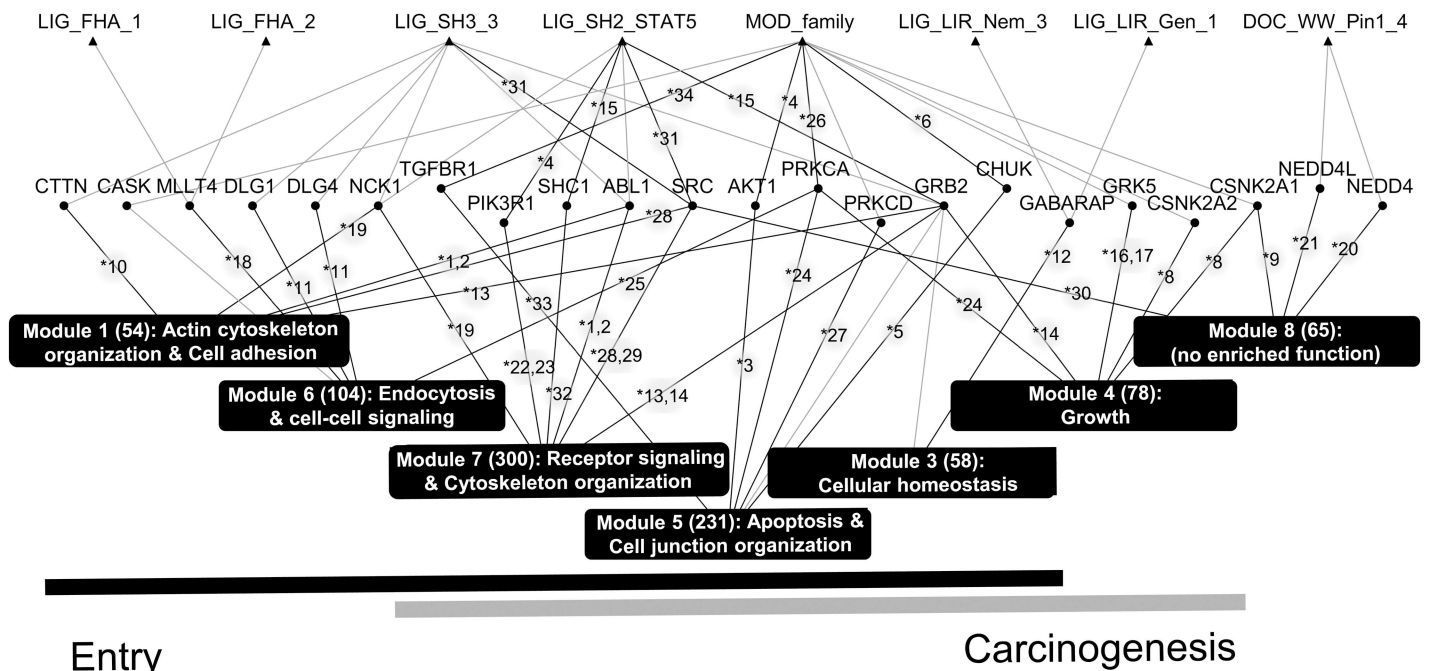 LIG_FHA_1 LIG_FHA_2 LIG_SH3_3 LIG_SH2_STAT5 MOD_family LIG_LIR_Nem_3 LIG_LIR_Gen_1 DOC_WW_Pin1_4
*31 *15 *34 *15 *4 *26 *6
*4 *31
CTTN CASK MLLT4 DLG1 DLG4 NCK1 TGFBR1 PIK3R1 SHC1 ABL1 SRC AKT1 PRKCA PRKCD GRB2 CHUK GABARAP GRK5 CSNK2A2 CSNK2A1 NEDD4L NEDD4
*19 *28
*10 *1,2 *18 *11 *11 *13 *33 *25 *24 *12 *16,17 *8 *8 *9 *21 *20
*19 *1,2 *27 *5 *24 *30 *14
*22,23 *28,29 *3
*32 *13,14
Module 1 (54): Actin cytoskeleton
organization & Cell adhesion
Module 8 (65):
(no enriched function)
Module 6 (104): Endocytosis
& cell-cell signaling
Module 4 (78):
Growth
Module 7 (300): Receptor signaling
& Cytoskeleton organization
Module 3 (58):
Cellular homeostasis
Module 5 (231): Apoptosis &
Cell junction organization
Entry
Carcinogenesis